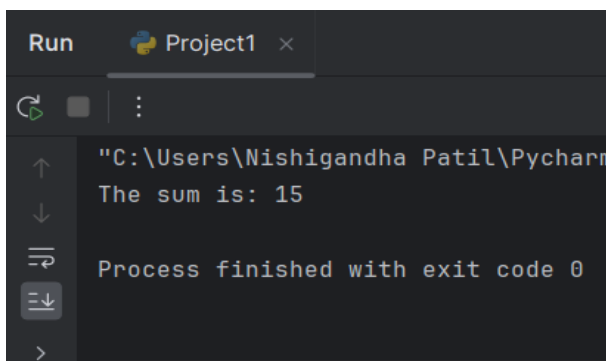 Run Project1
"C:\Users\Nishigandha Patil\Pycharm
The sum is: 15
Process finished with exit code 0